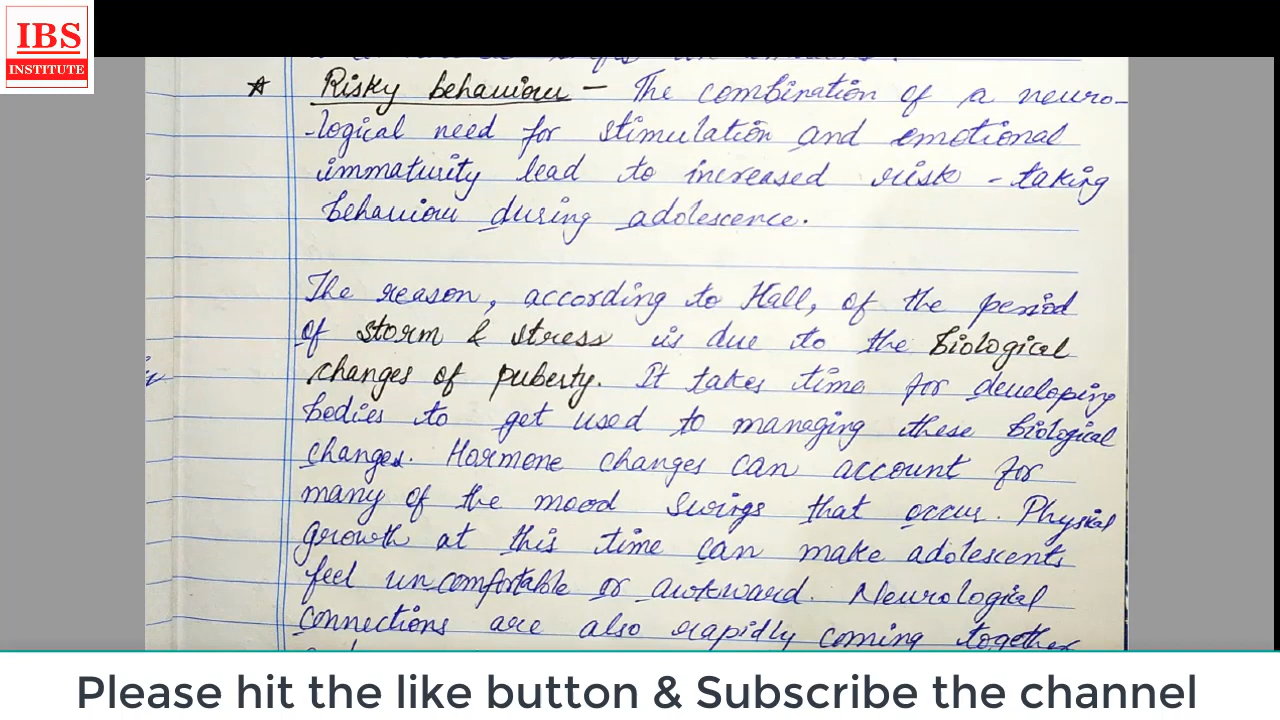 IBS
INSTITUTE
☆ Risky behaviour – The combination of a neuro-
-logical need for stimulation and emotional
immaturity lead to increased risk - taking
behaviour during adolescence.
The reason, according to Hall, of the period
of storm & stress is due to the biological
changes of puberty. It takes time for developing
bodies to get used to managing these biological
changes. Hormone changes can account for
many of the mood swings that occur. Physical
growth at this time can make adolescents
feel uncomfortable or awkward. Neurological
connections are also rapidly coming together
Please hit the like button & Subscribe the channel